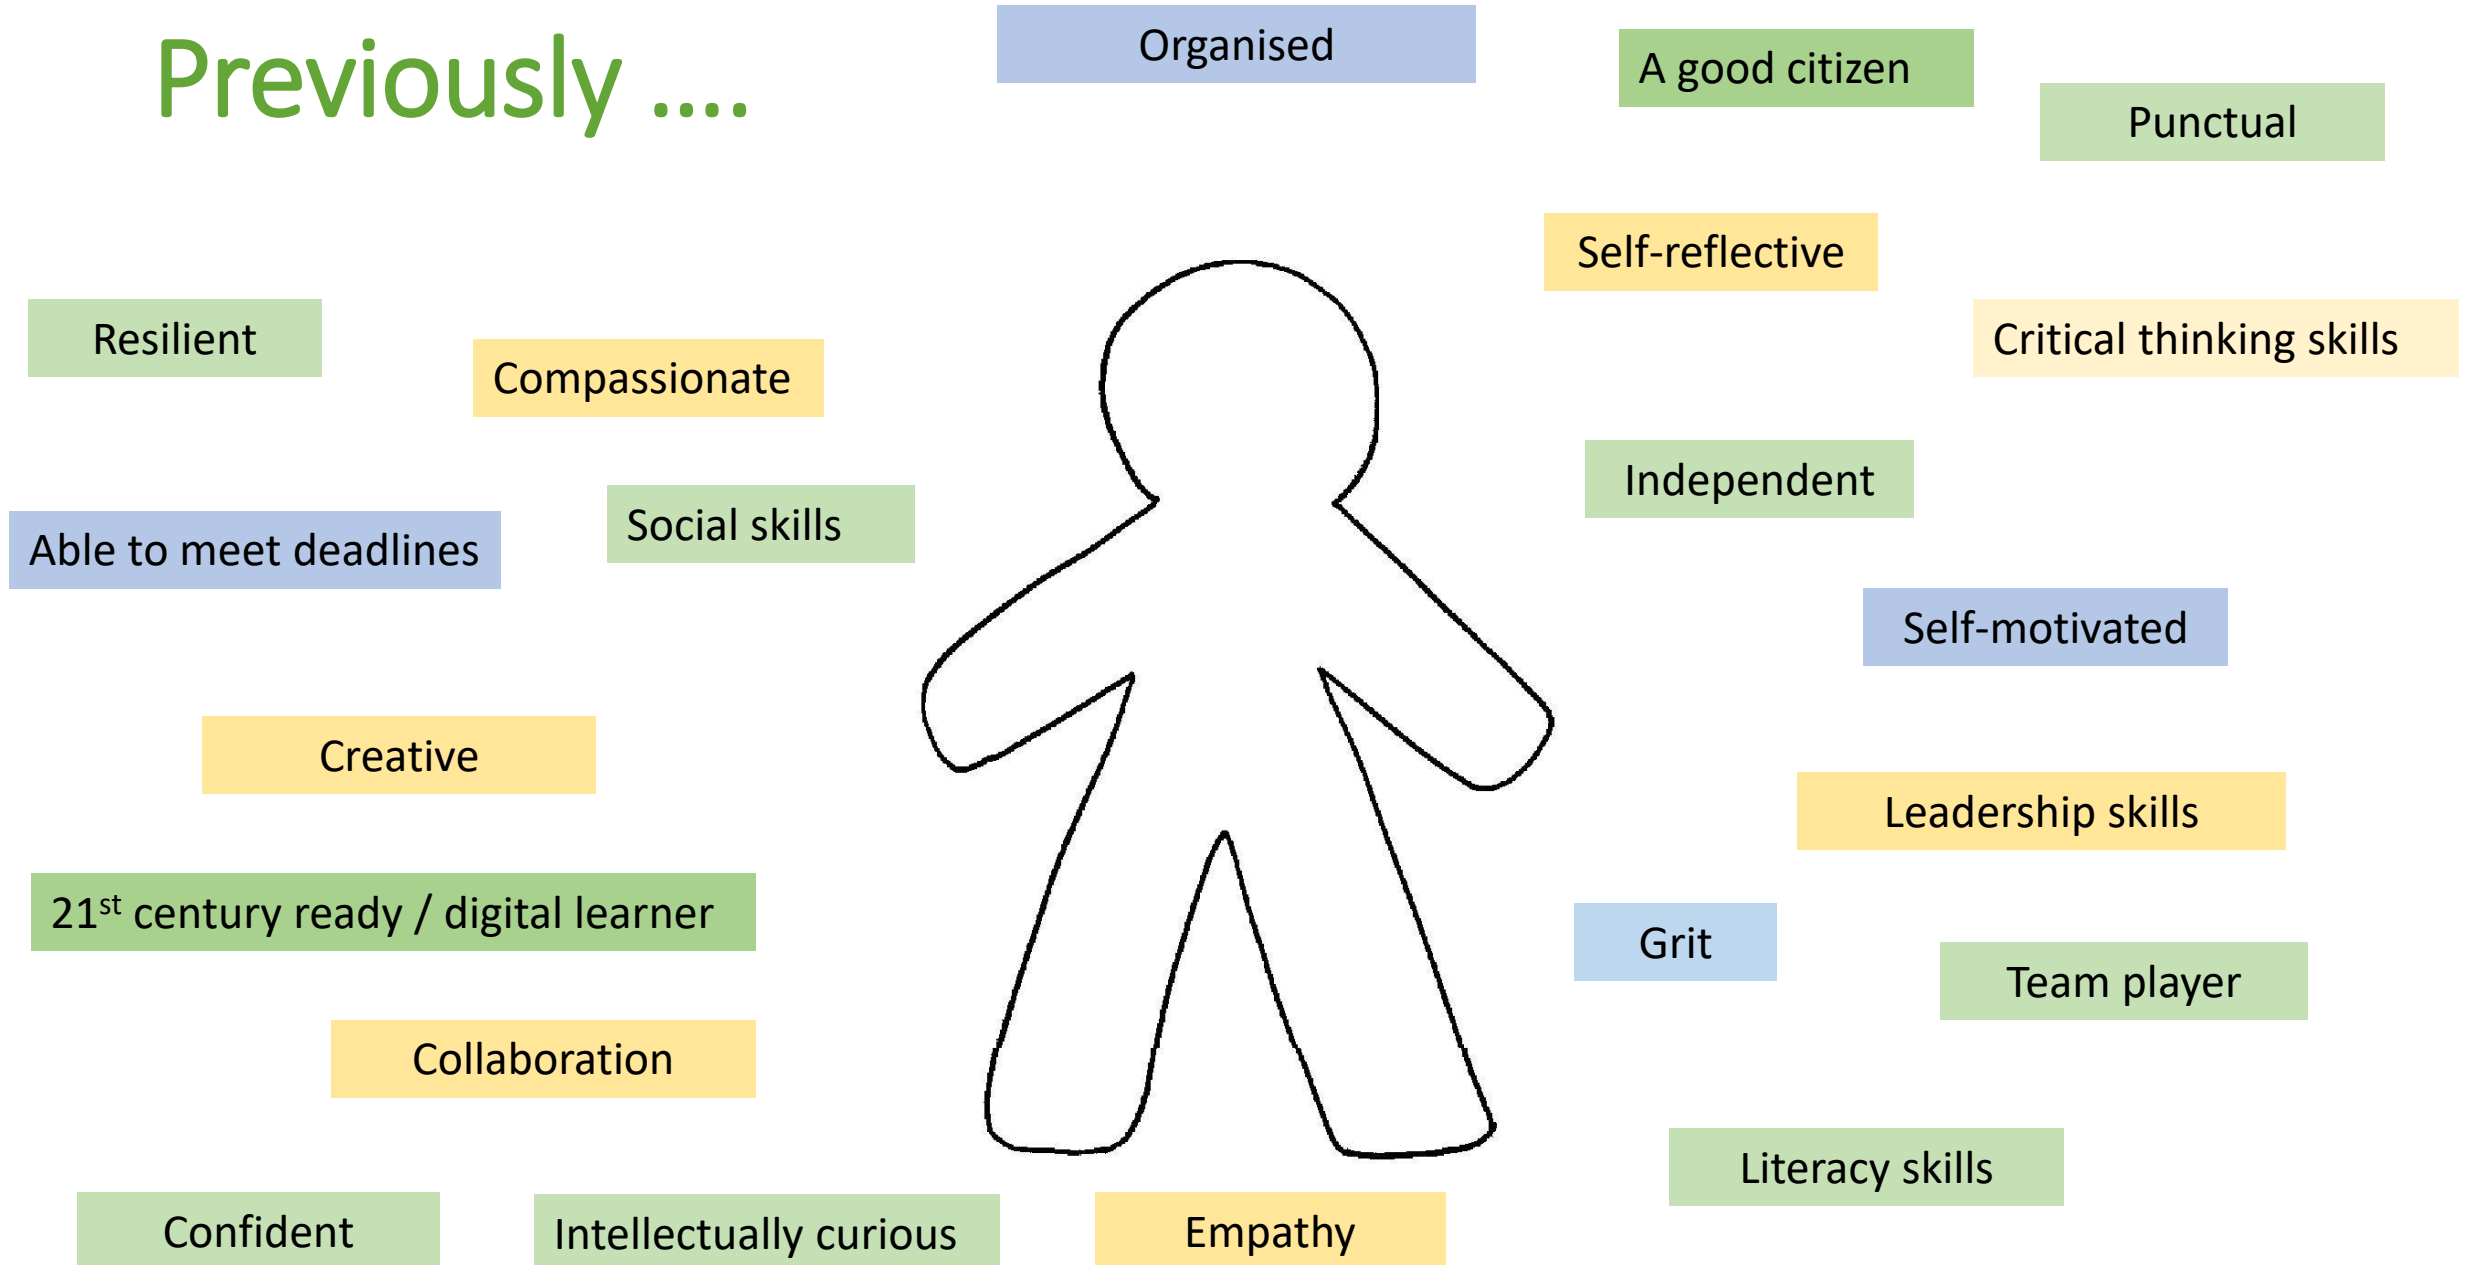 Previously ....
Organised
A good citizen
Punctual
Self-reflective
Resilient
Compassionate
Critical thinking skills
Independent
Social skills
Able to meet deadlines
Self-motivated
Creative
Leadership skills
21st century ready / digital learner
Grit
Team player
Collaboration
Literacy skills
Confident
Intellectually curious
Empathy